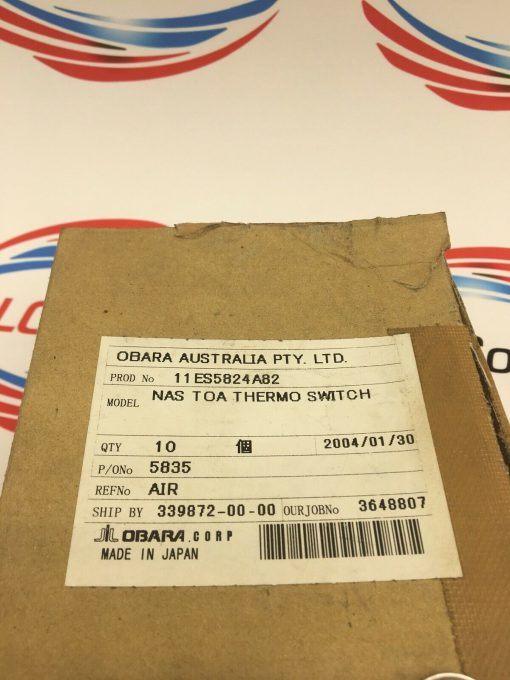 OBARA AUSTRALIA PTY. LTD.
PROD No 11ES5824A82
MODEL NAS TOA THERMO SWITCH
QTY 10 個 2004/01/30
P/ONo 5835
REFNo AIR
SHIP BY 339872-00-00 OURJOBNo 3648807
OBARA.CORP
MADE IN JAPAN